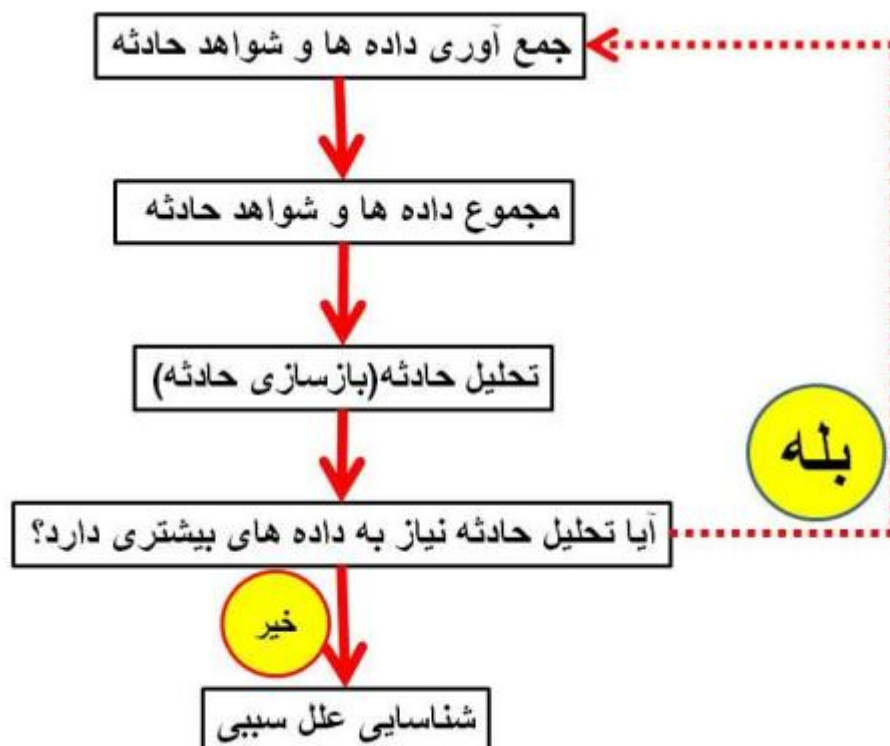 جمع آوری داده ها و شواهد حادثه
مجموع داده ها و شواهد حادثه
تحلیل حادثه(بازسازی حادثه)
بله
آیا تحلیل حادثه نیاز به داده های بیشتری دارد؟
خیر
شناسایی علل سببی